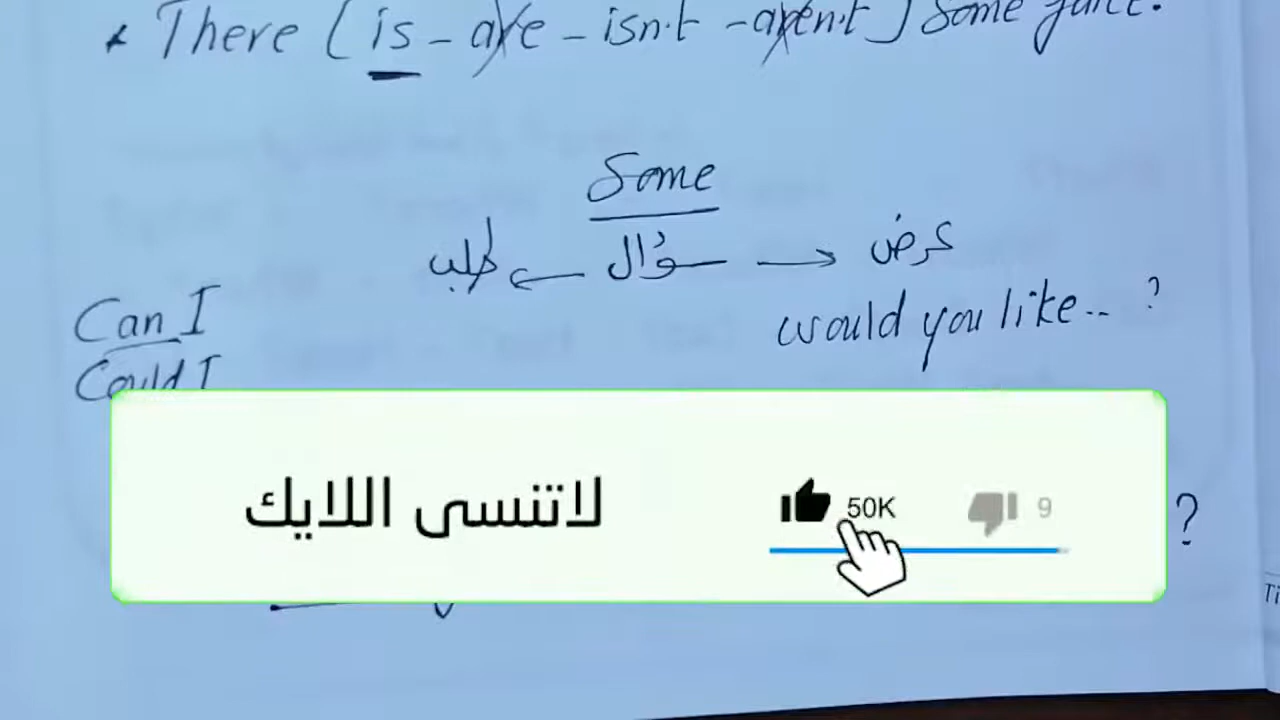 * There ( is - are - isn't - aren't ) Some juice.
Some
طلب ← سؤال → عرض
Can I
would you like.. ?
Could I
لاتنسى اللايك
50K
9
?
Ti